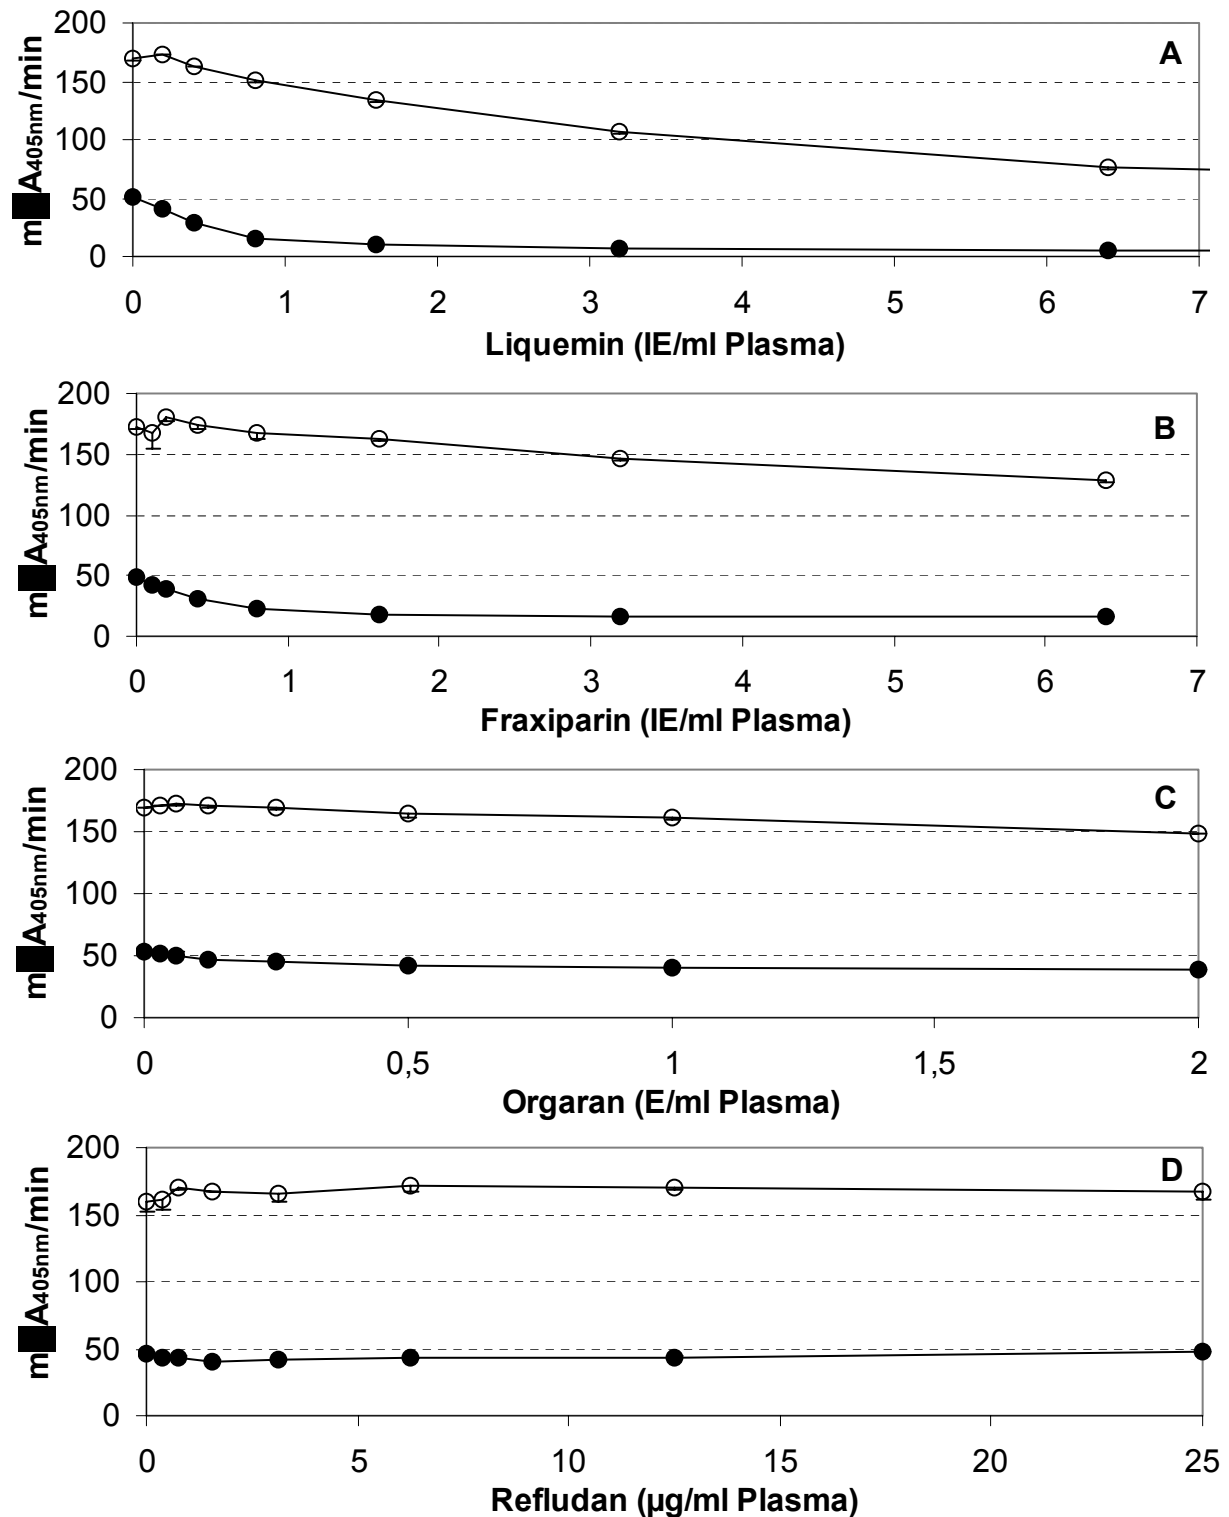 A
mA405nm/min
200
150
100
50
0
0 1 2 3 4 5 6 7
Liquemin (IE/ml Plasma)
B
mA405nm/min
200
150
100
50
0
0 1 2 3 4 5 6 7
Fraxiparin (IE/ml Plasma)
C
mA405nm/min
200
150
100
50
0
0 0,5 1 1,5 2
Orgaran (E/ml Plasma)
D
mA405nm/min
200
150
100
50
0
0 5 10 15 20 25
Refludan (µg/ml Plasma)